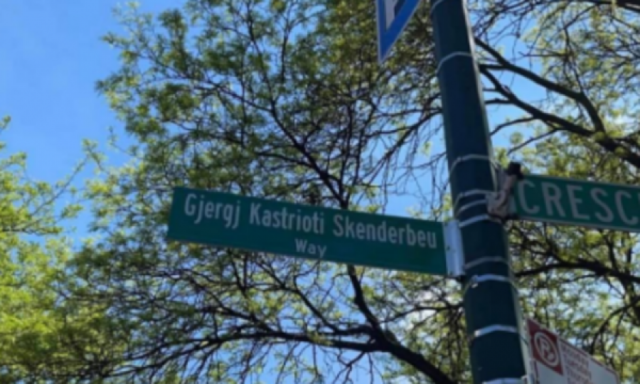 Gjergj Kastrioti Skenderbeu
Way
CRESC